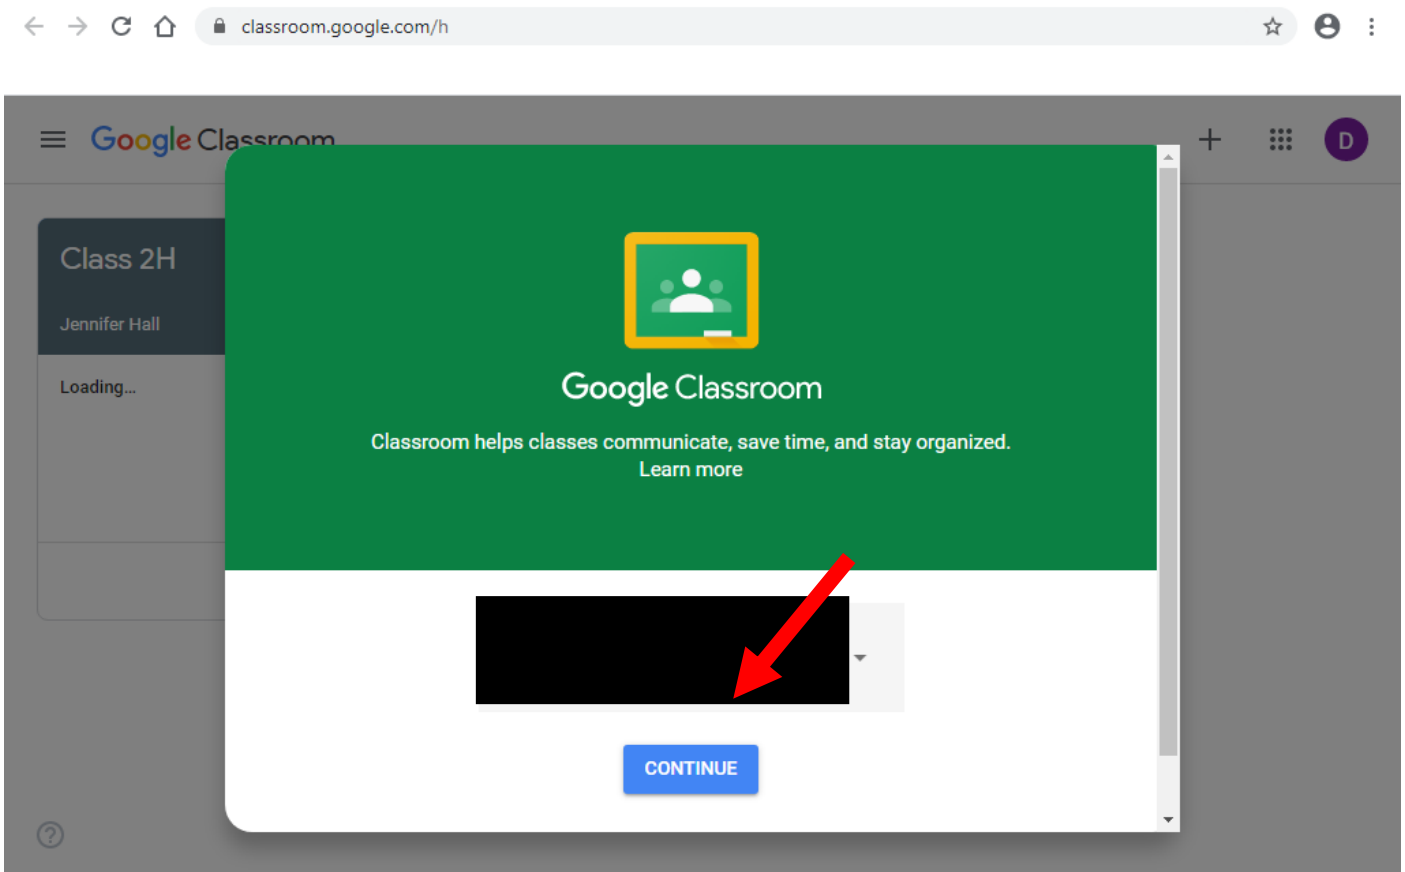 classroom.google.com/h
Google Classroom
D
Class 2H
Jennifer Hall
Loading...
Google Classroom
Classroom helps classes communicate, save time, and stay organized.
Learn more
CONTINUE